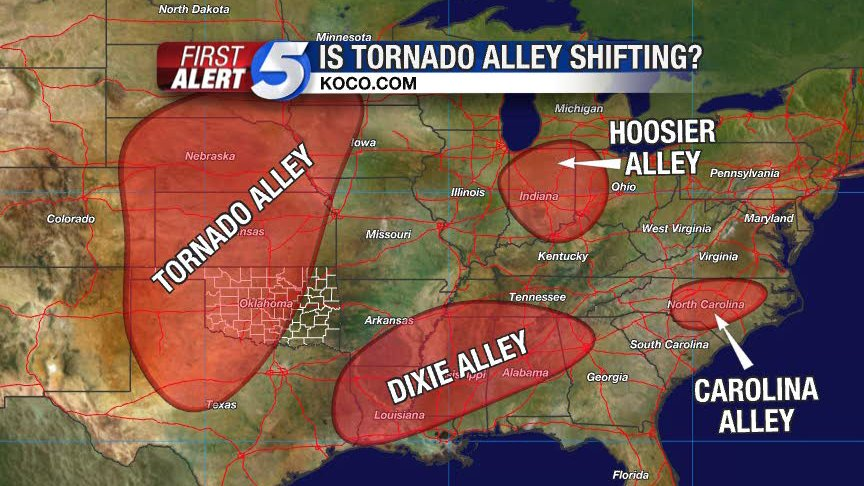 North Dakota
Minnesota
FIRST
ALERT
5
IS TORNADO ALLEY SHIFTING?
KOCO.COM
Michigan
HOOSIER
ALLEY
Iowa
Nebraska
TORNADO ALLEY
Pennsylvania
Illinois
Indiana
Ohio
Colorado
Kansas
Missouri
Maryland
West Virginia
Virginia
Kentucky
Oklahoma
Tennessee
North Carolina
Arkansas
DIXIE ALLEY
South Carolina
Mississippi
Alabama
Georgia
CAROLINA
ALLEY
Texas
Louisiana
Florida